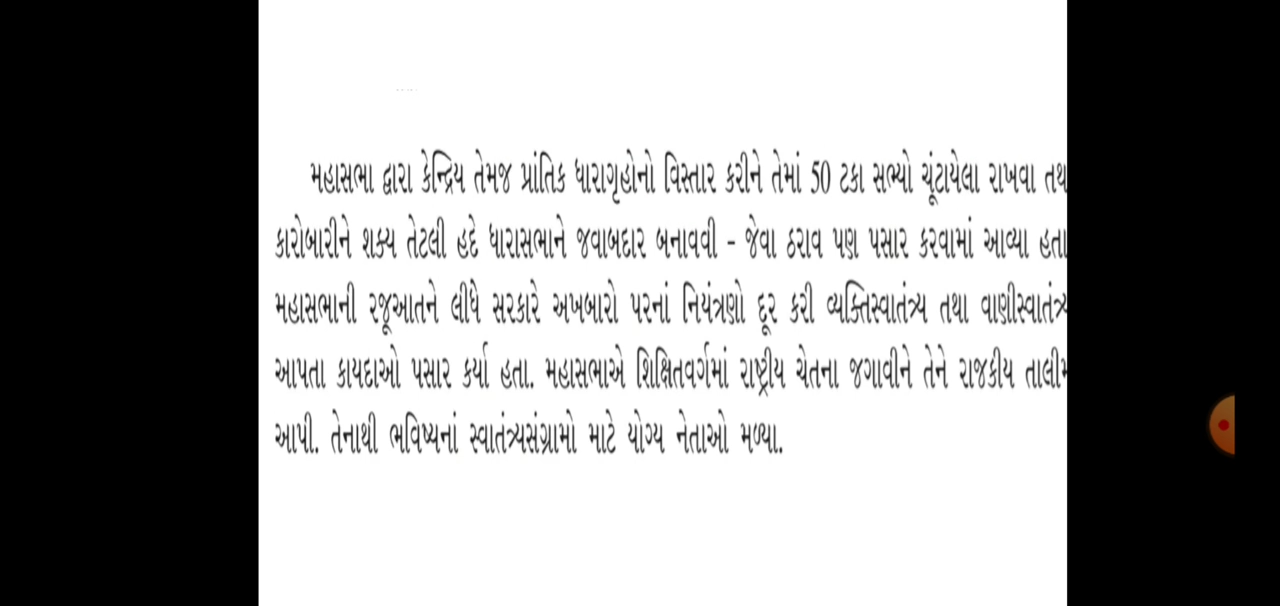 મહાસભા દ્વારા કેન્દ્રિય તેમજ પ્રાંતિક ધારાગૃહોનો વિસ્તાર કરીને તેમાં 50 ટકા સભ્યો ચૂંટાયેલા રાખવા તથ
કારોબારીને શક્ય તેટલી હદે ધારાસભાને જવાબદાર બનાવવી - જેવા ઠરાવ પણ પસાર કરવામાં આવ્યા હતા
મહાસભાની રજૂઆતને લીધે સરકારે અખબારો પરનાં નિયંત્રણો દૂર કરી વ્યક્તિસ્વાતંત્ર્ય તથા વાણીસ્વાતંત્ર્ય
આપતા કાયદાઓ પસાર કર્યા હતા. મહાસભાએ શિક્ષિતવર્ગમાં રાષ્ટ્રીય ચેતના જગાવીને તેને રાજકીય તાલીમ
આપી. તેનાથી ભવિષ્યનાં સ્વાતંત્ર્યસંગ્રામો માટે યોગ્ય નેતાઓ મળ્યા.